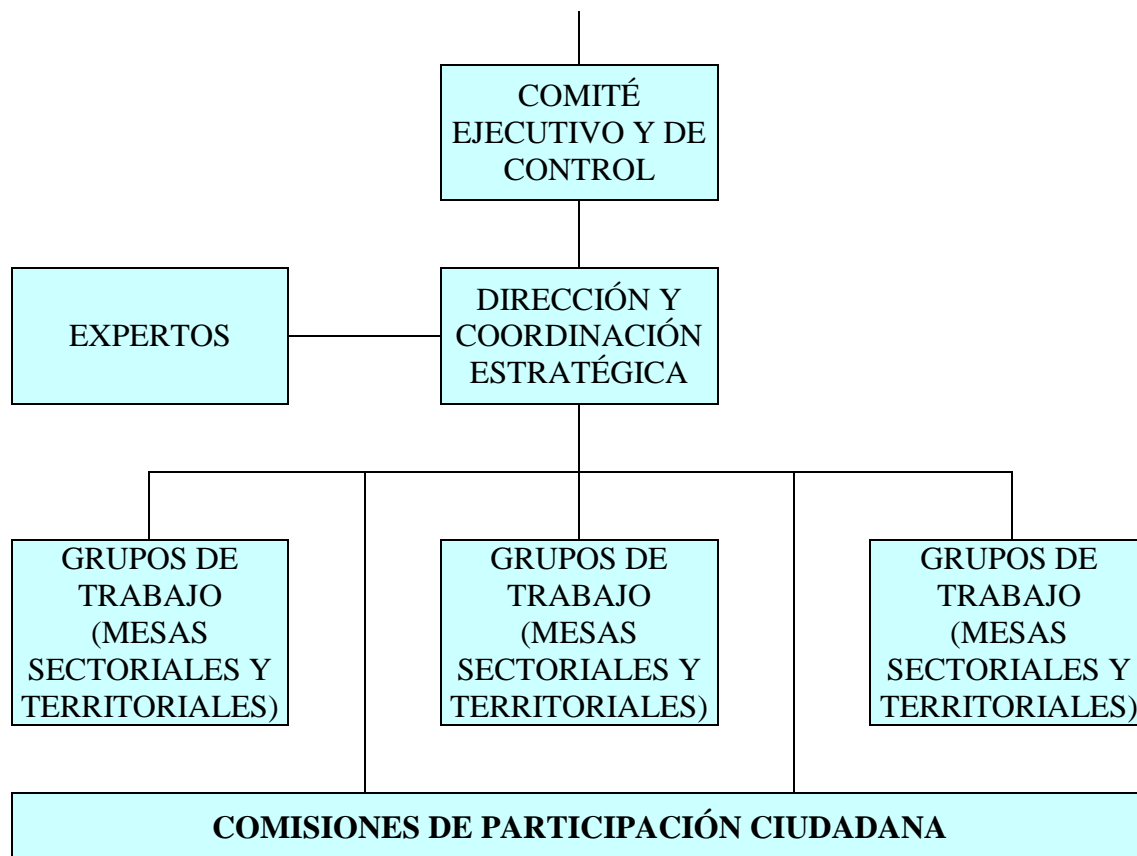 COMITÉ
EJECUTIVO Y DE
CONTROL
EXPERTOS
DIRECCIÓN Y
COORDINACIÓN
ESTRATÉGICA
GRUPOS DE
TRABAJO
(MESAS
SECTORIALES Y
TERRITORIALES)
GRUPOS DE
TRABAJO
(MESAS
SECTORIALES Y
TERRITORIALES)
GRUPOS DE
TRABAJO
(MESAS
SECTORIALES Y
TERRITORIALES)
COMISIONES DE PARTICIPACIÓN CIUDADANA